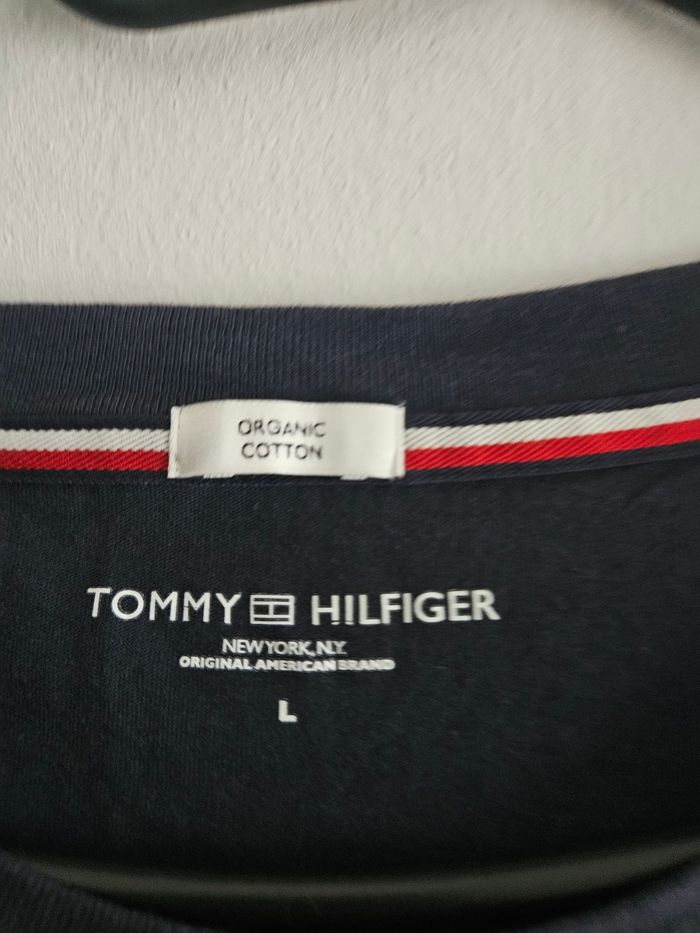 ORGANIC
COTTON
TOMMY HILFIGER
NEW YORK, N.Y.
ORIGINAL AMERICAN BRAND
L